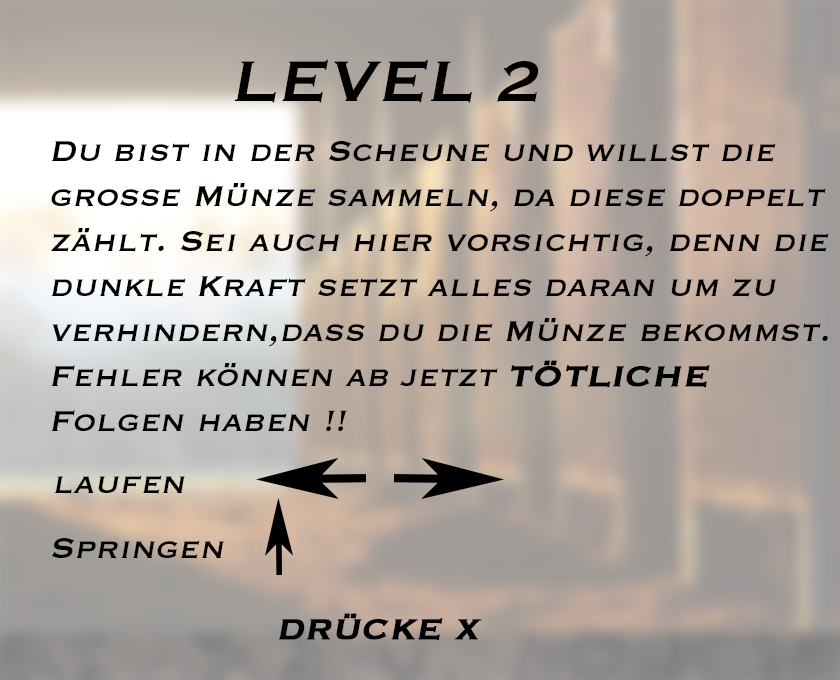 LEVEL 2
DU BIST IN DER SCHEUNE UND WILLST DIE
GROSSE MÜNZE SAMMELN, DA DIESE DOPPELT
ZÄHLT. SEI AUCH HIER VORSICHTIG, DENN DIE
DUNKLE KRAFT SETZT ALLES DARAN UM ZU
VERHINDERN,DASS DU DIE MÜNZE BEKOMMST.
FEHLER KÖNNEN AB JETZT TÖTLICHE
FOLGEN HABEN !!
LAUFEN
SPRINGEN
DRÜCKE X